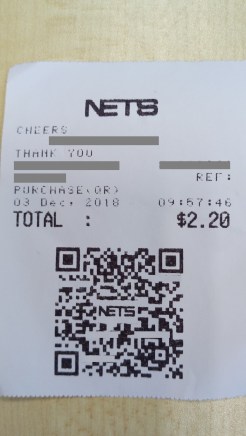 NETS
CHEERS
THANK YOU
REF:
PURCHASE(QR)
03 Dec, 2018 09:57:46
TOTAL : $2.20
NETS